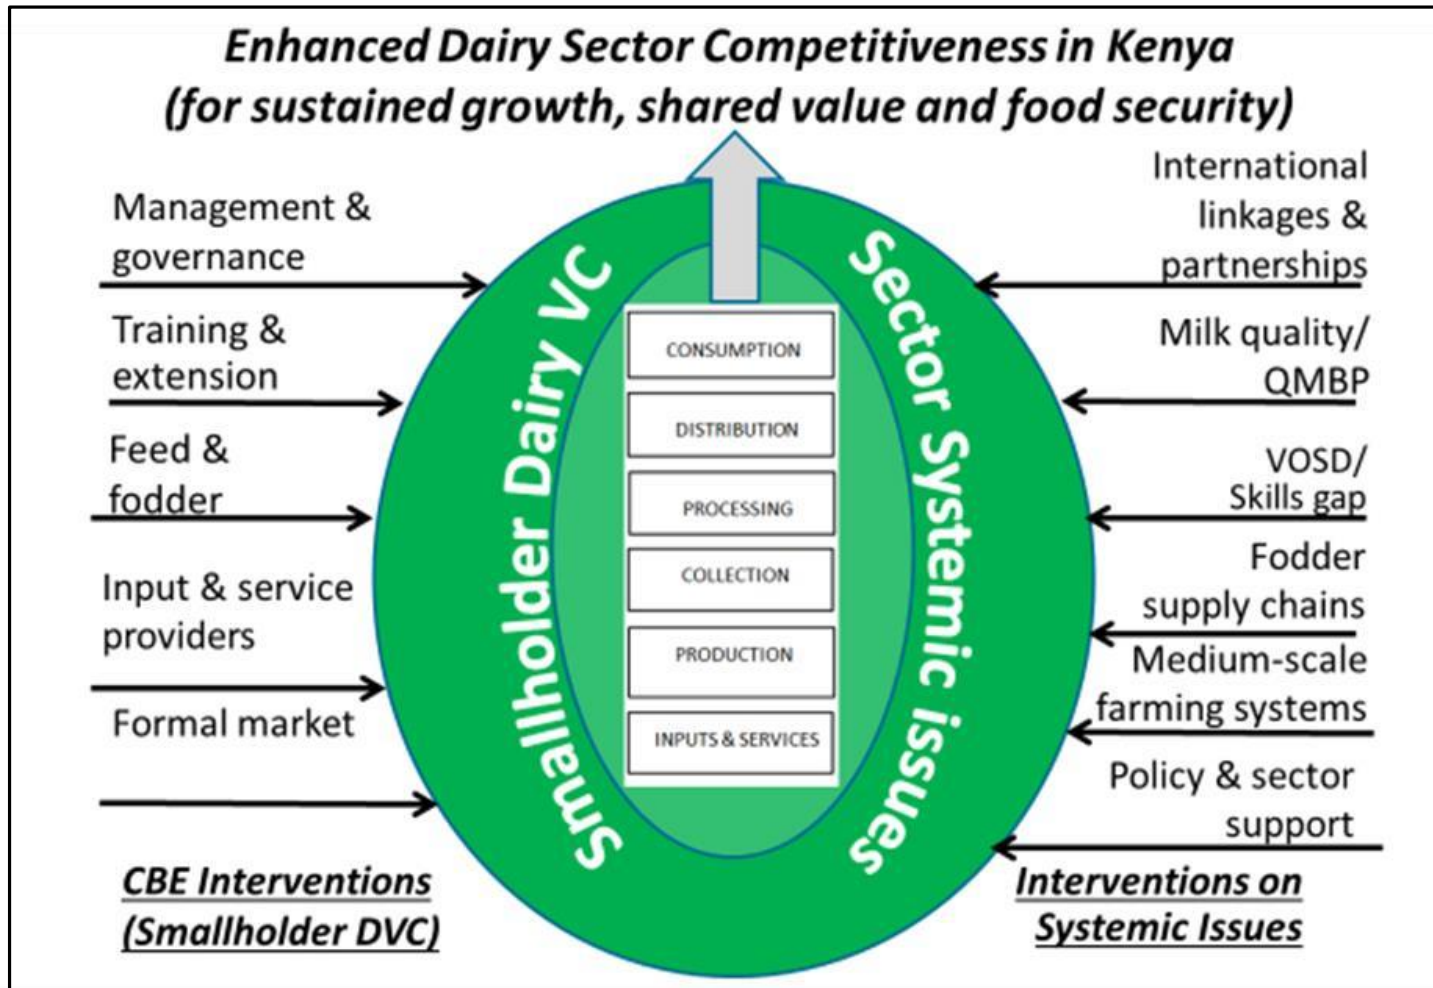 Enhanced Dairy Sector Competitiveness in Kenya
(for sustained growth, shared value and food security)
Management &
governance
Training &
extension
Feed &
fodder
Input & service
providers
Formal market
CBE Interventions
(Smallholder DVC)
Smallholder Dairy VC
CONSUMPTION
DISTRIBUTION
PROCESSING
COLLECTION
PRODUCTION
INPUTS & SERVICES
Sector Systemic issues
International
linkages &
partnerships
Milk quality/
QMBP
VOSD/
Skills gap
Fodder
supply chains
Medium-scale
farming systems
Policy & sector
support
Interventions on
Systemic Issues